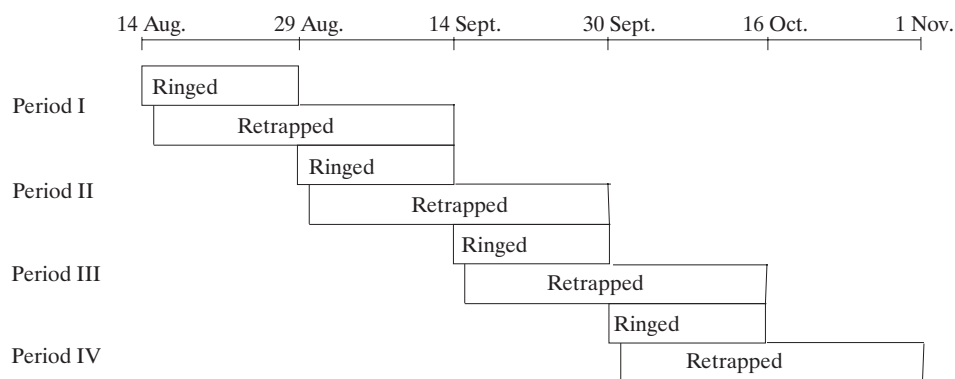 14 Aug. 29 Aug. 14 Sept. 30 Sept. 16 Oct. 1 Nov.
Ringed
Period I
Retrapped
Ringed
Period II
Retrapped
Ringed
Period III
Retrapped
Ringed
Period IV
Retrapped